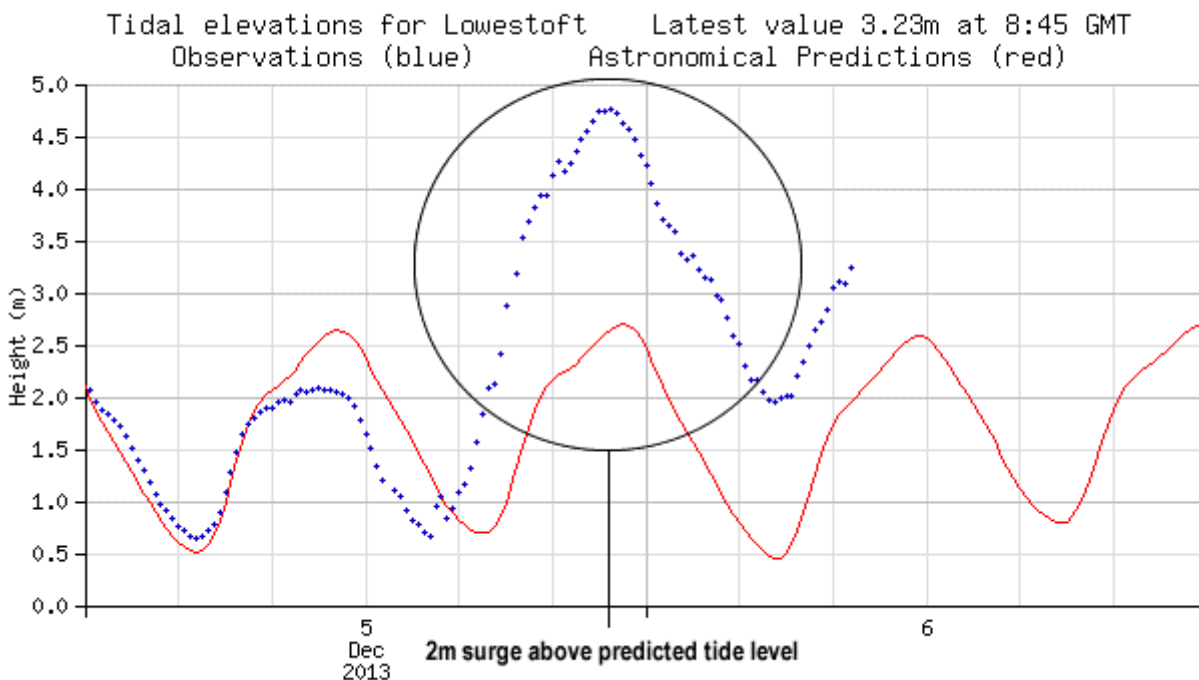 Tidal elevations for Lowestoft Latest value 3.23m at 8:45 GMT
Observations (blue) Astronomical Predictions (red)
5.0
4.5
4.0
3.5
3.0
2.5
2.0
1.5
1.0
0.5
0.0
Height (m)
5 6
Dec
2013
2m surge above predicted tide level